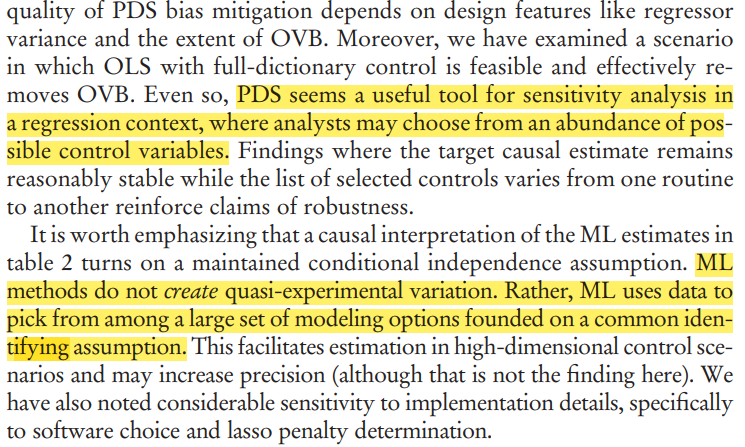 quality of PDS bias mitigation depends on design features like regressor
variance and the extent of OVB. Moreover, we have examined a scenario
in which OLS with full-dictionary control is feasible and effectively re-
moves OVB. Even so, PDS seems a useful tool for sensitivity analysis in
a regression context, where analysts may choose from an abundance of pos-
sible control variables. Findings where the target causal estimate remains
reasonably stable while the list of selected controls varies from one routine
to another reinforce claims of robustness.
It is worth emphasizing that a causal interpretation of the ML estimates in
table 2 turns on a maintained conditional independence assumption. ML
methods do not create quasi-experimental variation. Rather, ML uses data to
pick from among a large set of modeling options founded on a common iden-
tifying assumption. This facilitates estimation in high-dimensional control sce-
narios and may increase precision (although that is not the finding here). We
have also noted considerable sensitivity to implementation details, specifically
to software choice and lasso penalty determination.